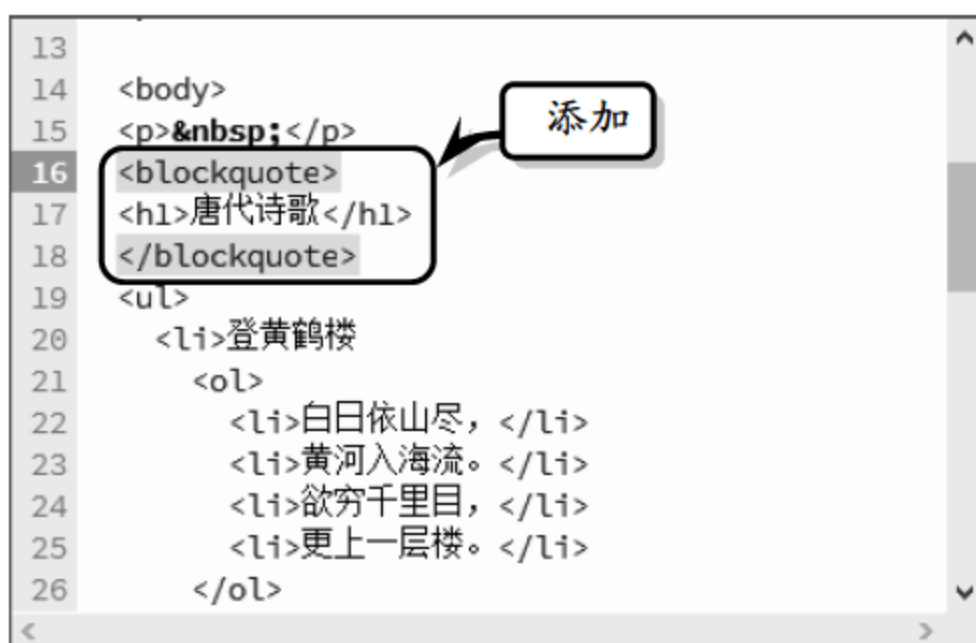 13
14 <body>
添加
15 <p>&nbsp;</p>
16 <blockquote>
17 <h1>唐代诗歌</h1>
18 </blockquote>
19 <ul>
20 <li>登黄鹤楼
21 <ol>
22 <li>白日依山尽，</li>
23 <li>黄河入海流。</li>
24 <li>欲穷千里目，</li>
25 <li>更上一层楼。</li>
26 </ol>